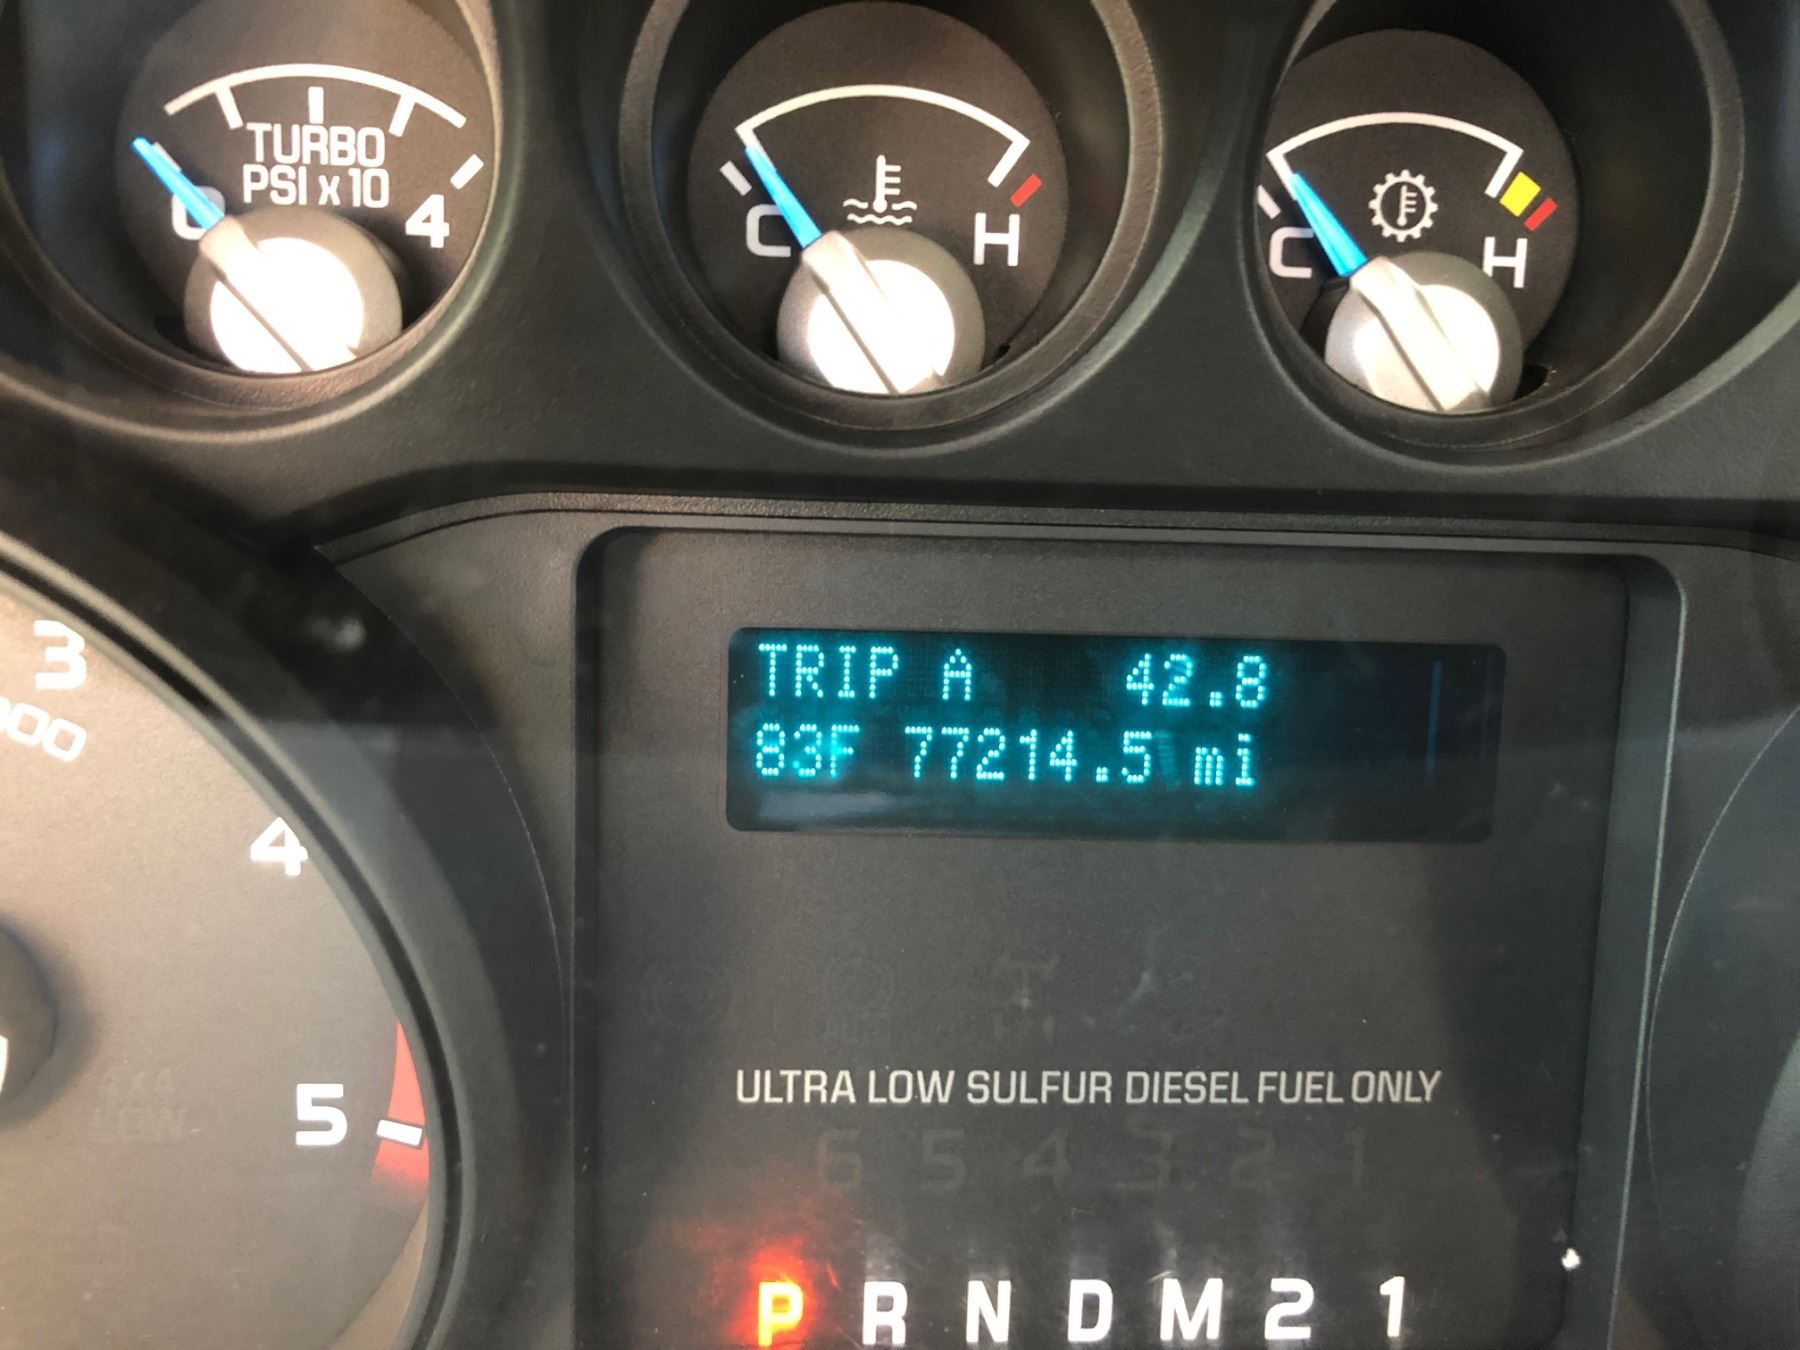 TURBO
PSI x 10
0 4
C H
C H
3
4
5
TRIP A 42.8
83F 77214.5 mi
ULTRA LOW SULFUR DIESEL FUEL ONLY
6 5 4 3 2 1
P R N D M 2 1